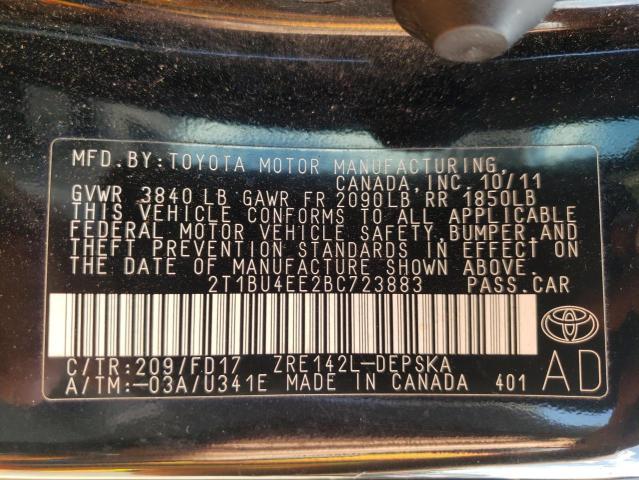 MFD. BY: TOYOTA MOTOR MANUFACTURING,
CANADA, INC. 10/11
GVWR 3840 LB GAWR FR 2090 LB RR 1850LB
THIS VEHICLE CONFORMS TO ALL APPLICABLE
FEDERAL MOTOR VEHICLE SAFETY, BUMPER, AND
THEFT PREVENTION STANDARDS IN EFFECT ON
THE DATE OF MANUFACTURE SHOWN ABOVE.
2T1BU4EE2BC723883 PASS. CAR
C/TR: 209/FD17 ZRE142L-DEPSKA
A/TM: -03A/U341E MADE IN CANADA 401
AD